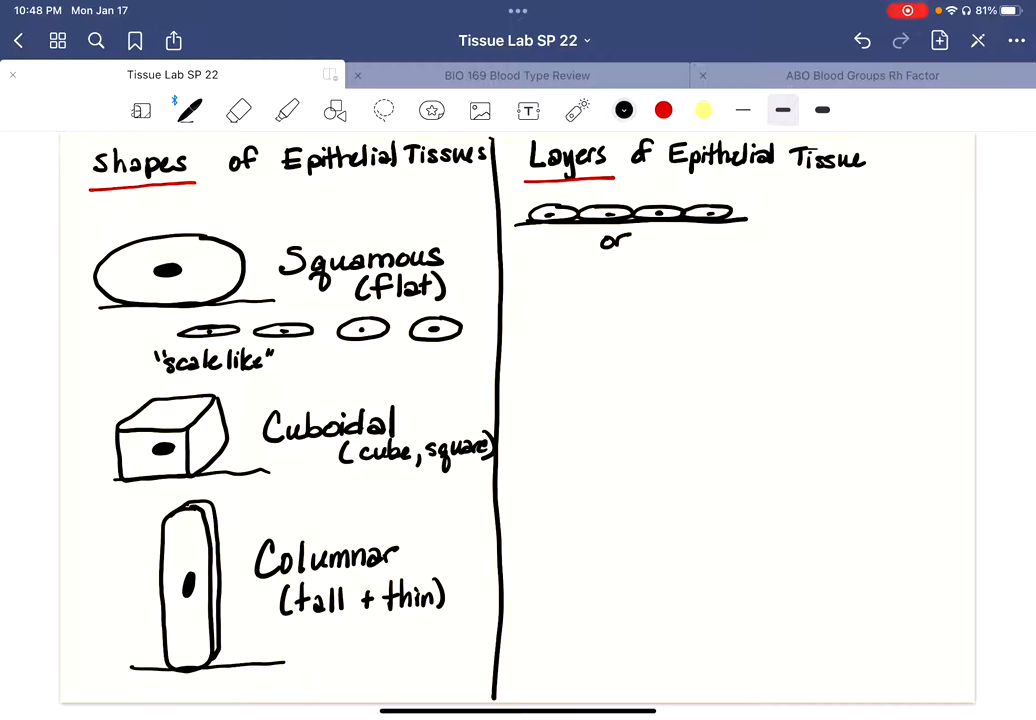 10:48 PM Mon Jan 17
81%
Tissue Lab SP 22
Tissue Lab SP 22
BIO 169 Blood Type Review
ABO Blood Groups Rh Factor
T
Shapes of Epithelial Tissues
Squamous
(flat)
"scale like"
Cuboidal
(cube, square)
Columnar
(tall + thin)
Layers of Epithelial Tissue
or